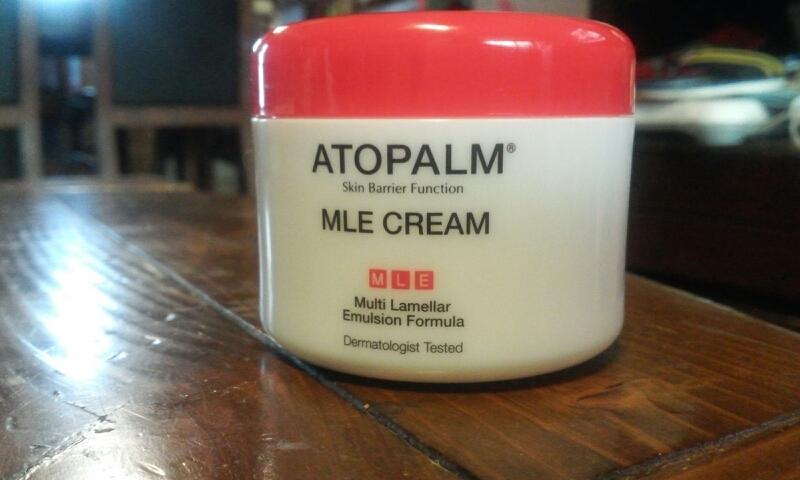 ATOPALM®
Skin Barrier Function
MLE CREAM
MLE
Multi Lamellar
Emulsion Formula
Dermatologist Tested